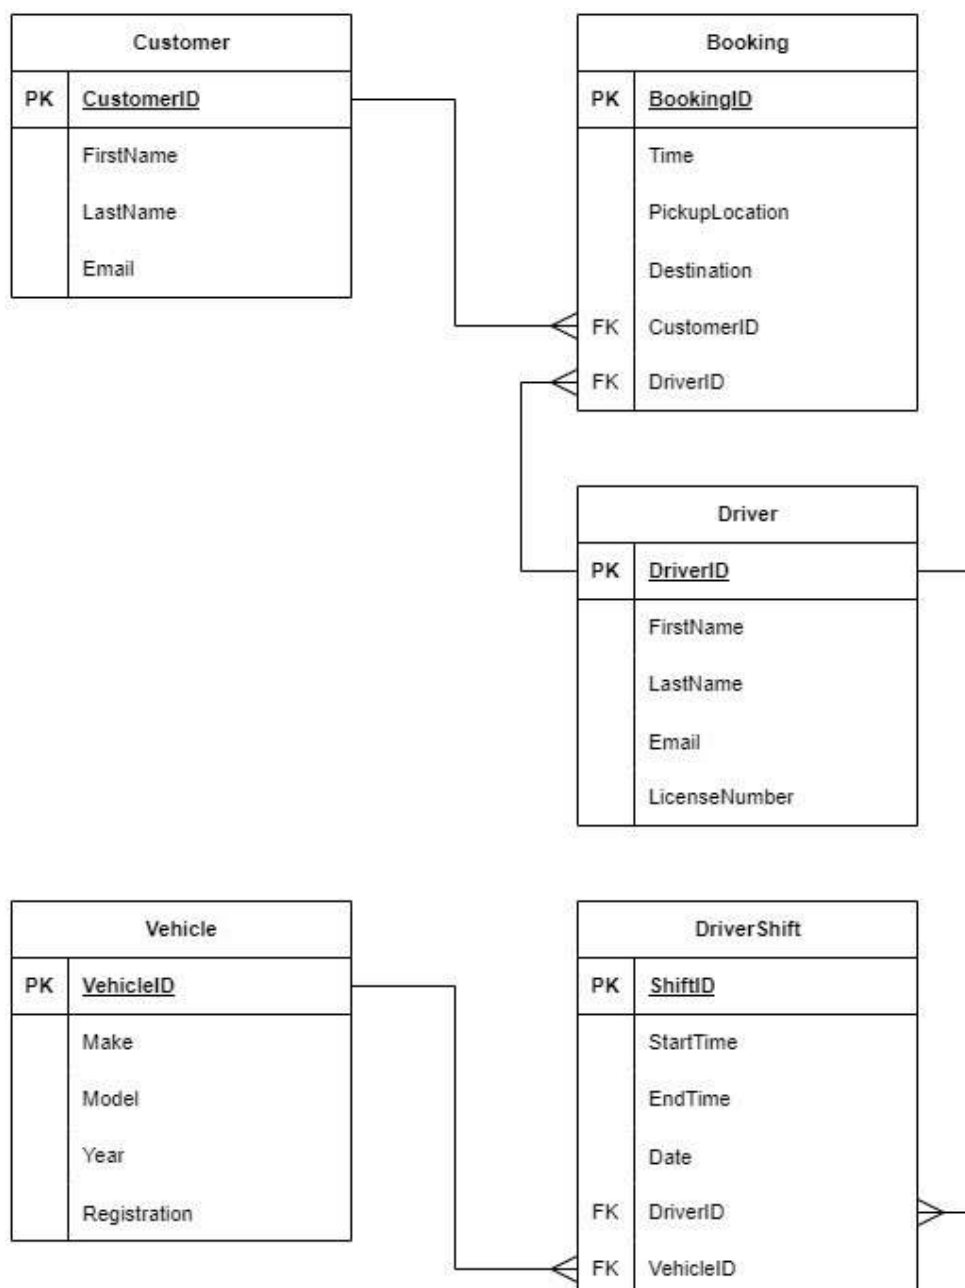 Customer
PK CustomerID
FirstName
LastName
Email
Booking
PK BookingID
Time
PickupLocation
Destination
FK CustomerID
FK DriverID
Driver
PK DriverID
FirstName
LastName
Email
LicenseNumber
Vehicle
PK VehicleID
Make
Model
Year
Registration
DriverShift
PK ShiftID
StartTime
EndTime
Date
FK DriverID
FK VehicleID